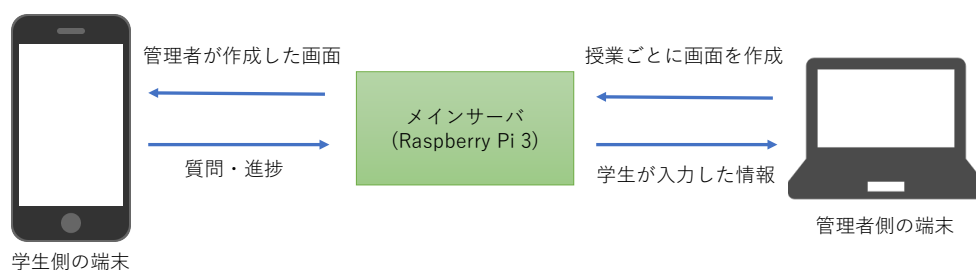 管理者が作成した画面
授業ごとに画面を作成
メインサーバ
(Raspberry Pi 3)
質問・進捗
学生が入力した情報
管理者側の端末
学生側の端末